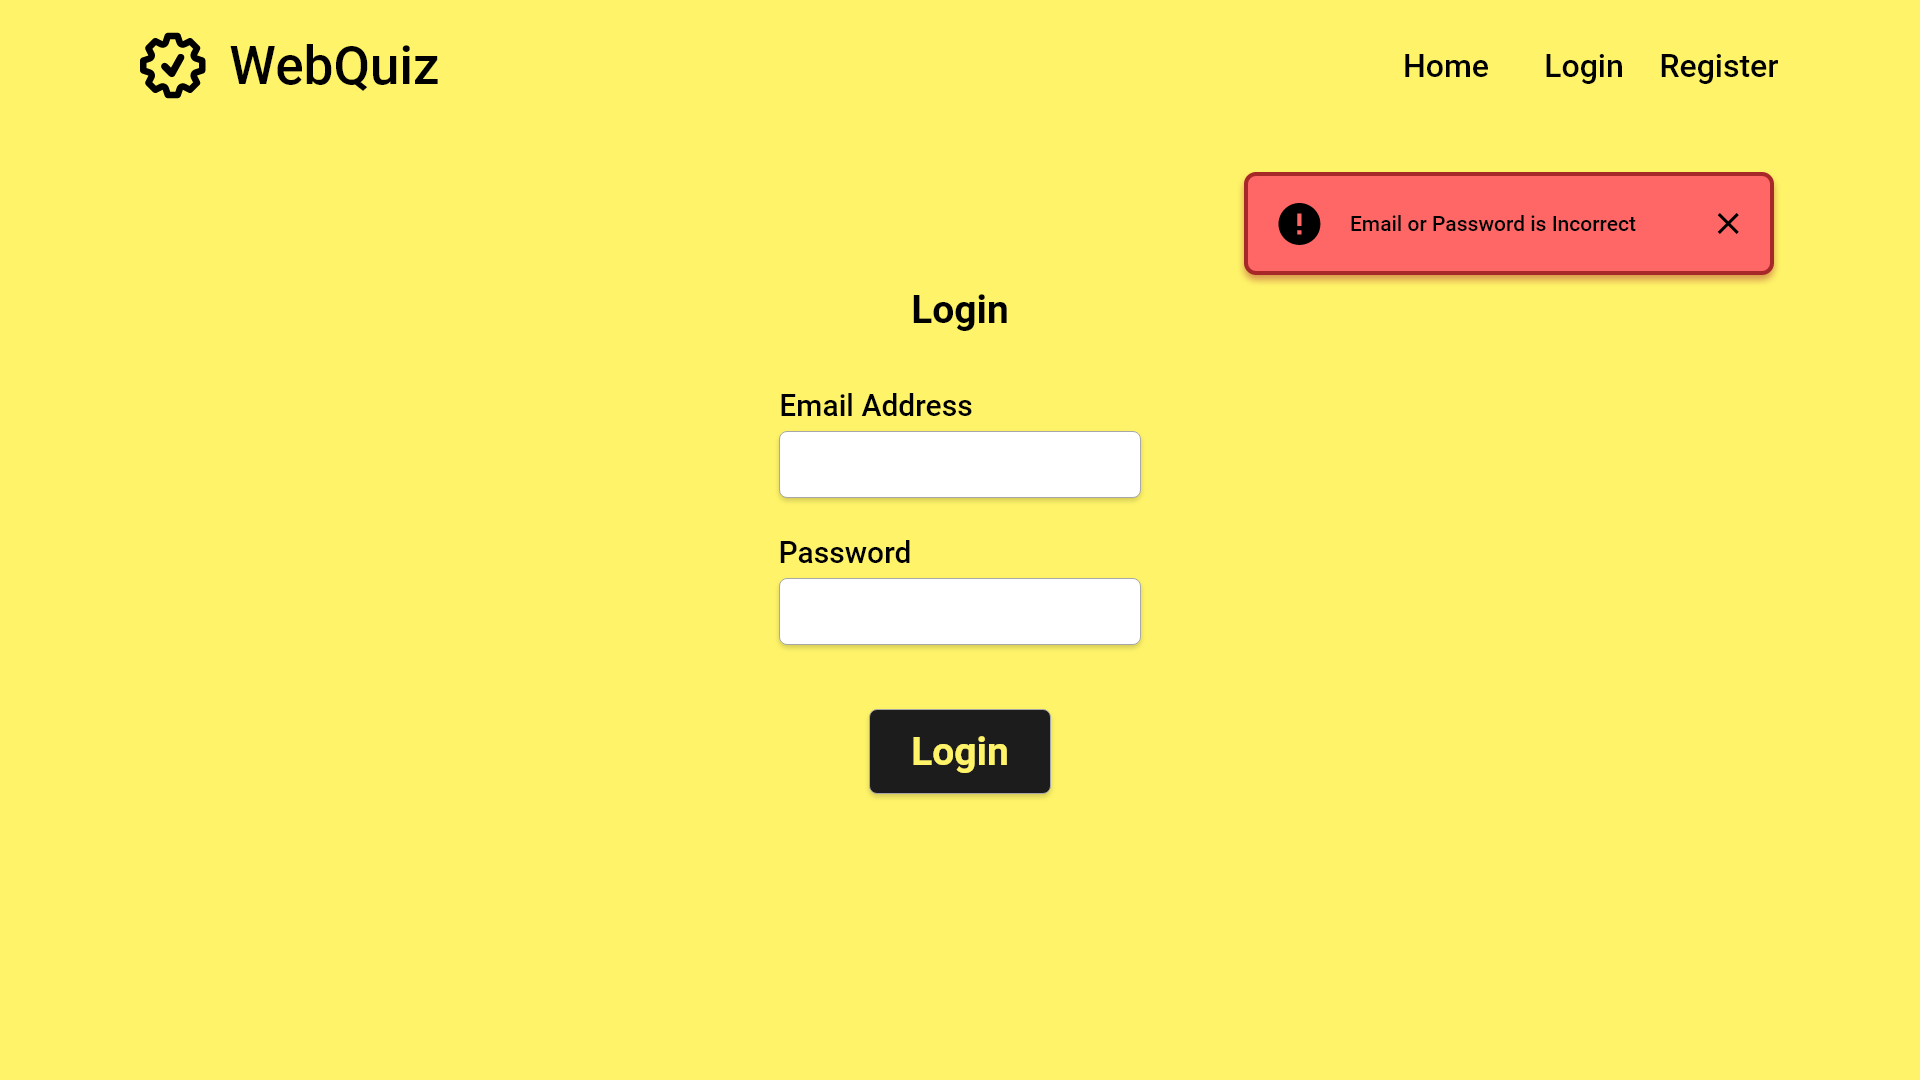 WebQuiz
Home Login Register
Email or Password is Incorrect
Login
Email Address
Password
Login